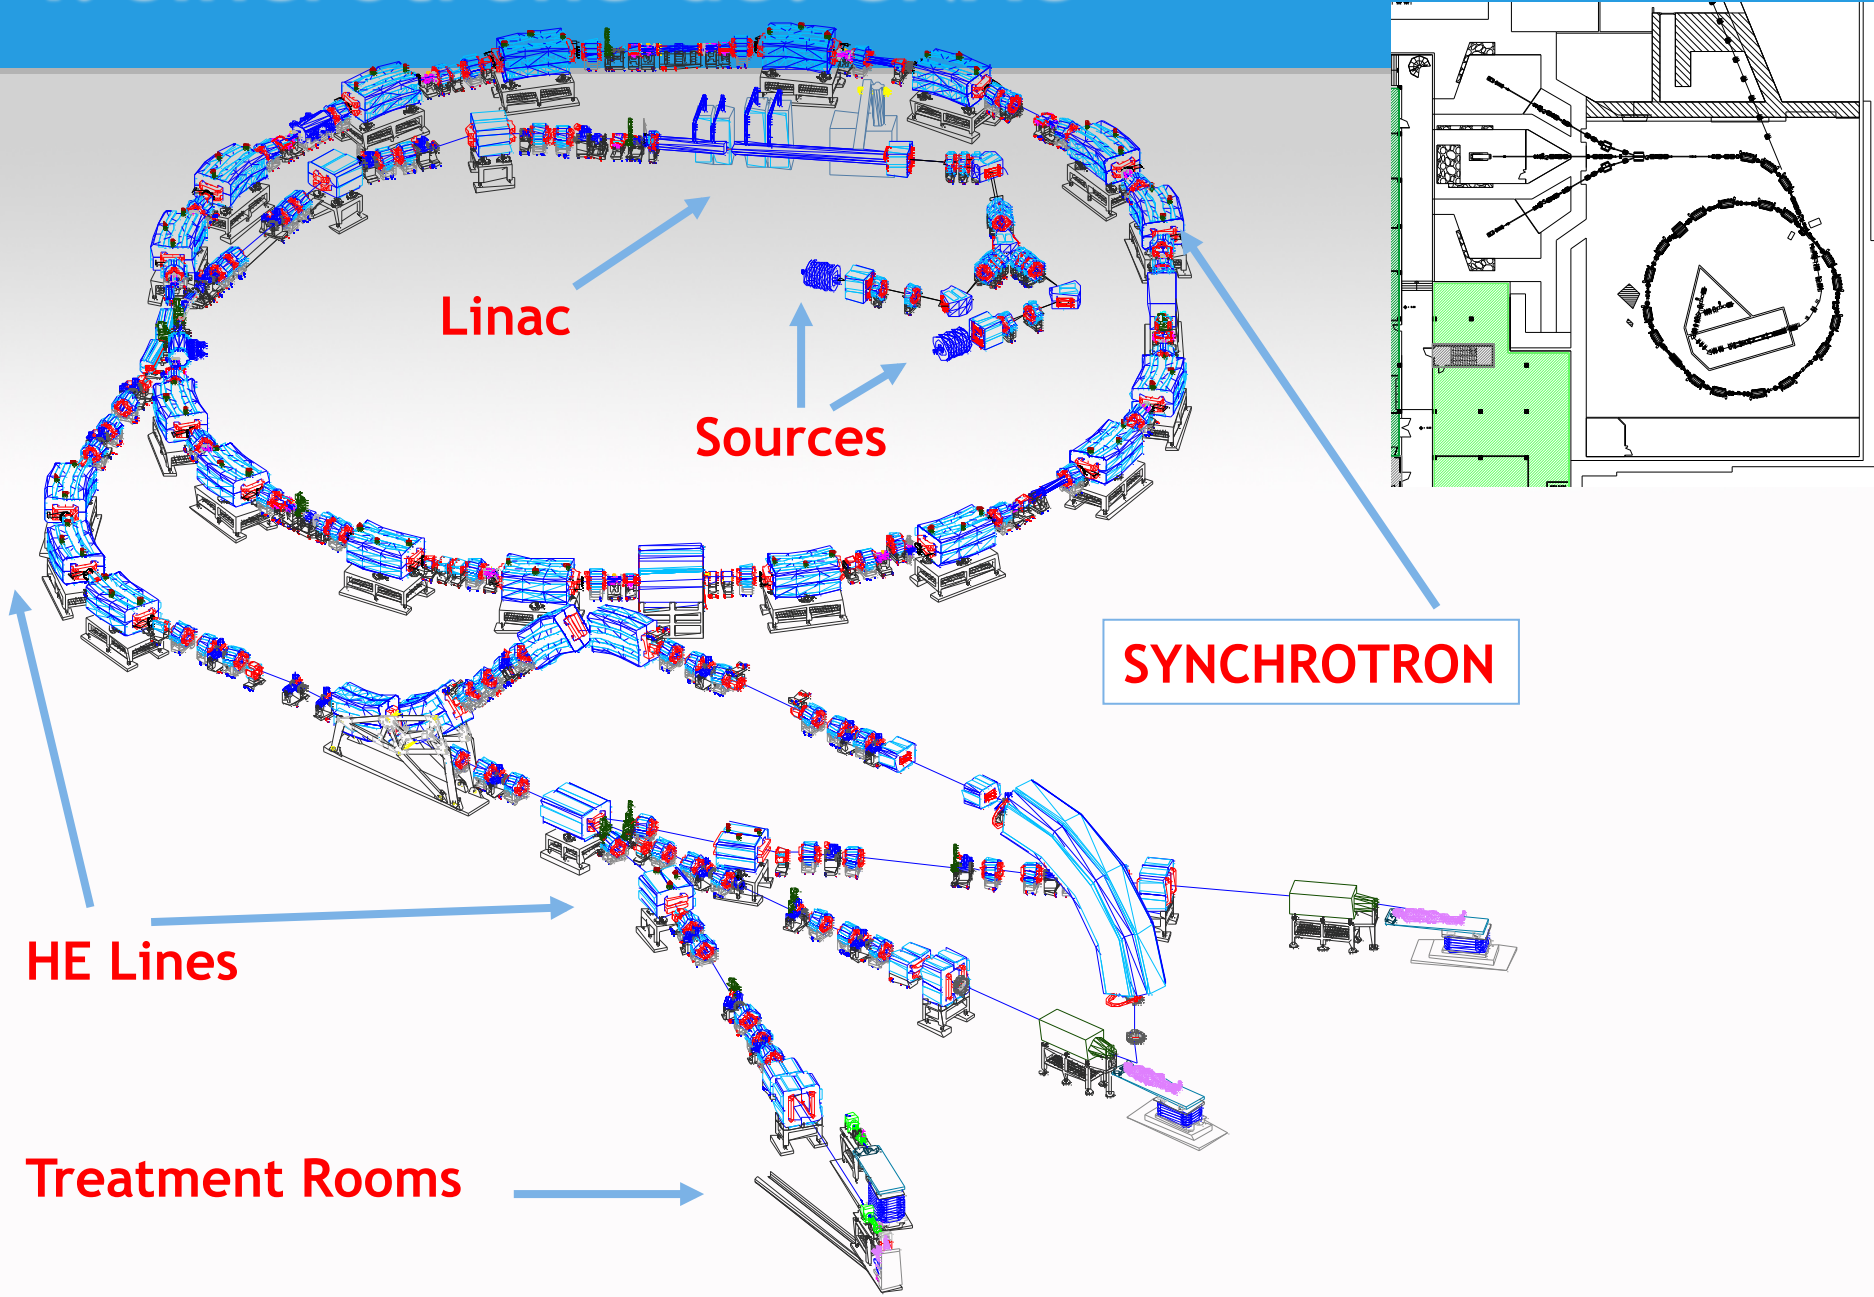 Linac
Sources
SYNCHROTRON
HE Lines
Treatment Rooms